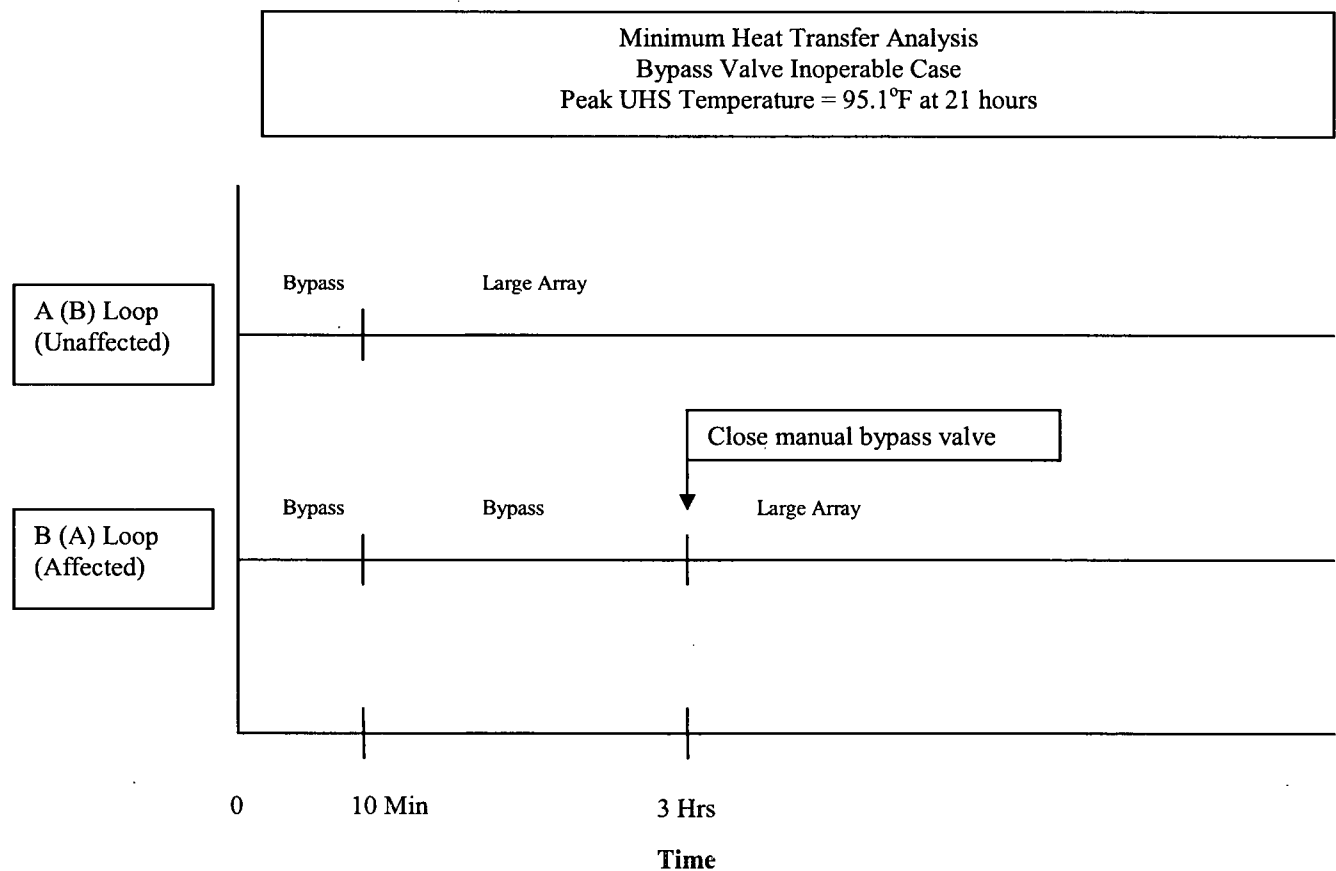 Minimum Heat Transfer Analysis
Bypass Valve Inoperable Case
Peak UHS Temperature = 95.1°F at 21 hours
Bypass
Large Array
A (B) Loop
(Unaffected)
Close manual bypass valve
Bypass
Bypass
Large Array
B (A) Loop
(Affected)
0
10 Min
3 Hrs
Time